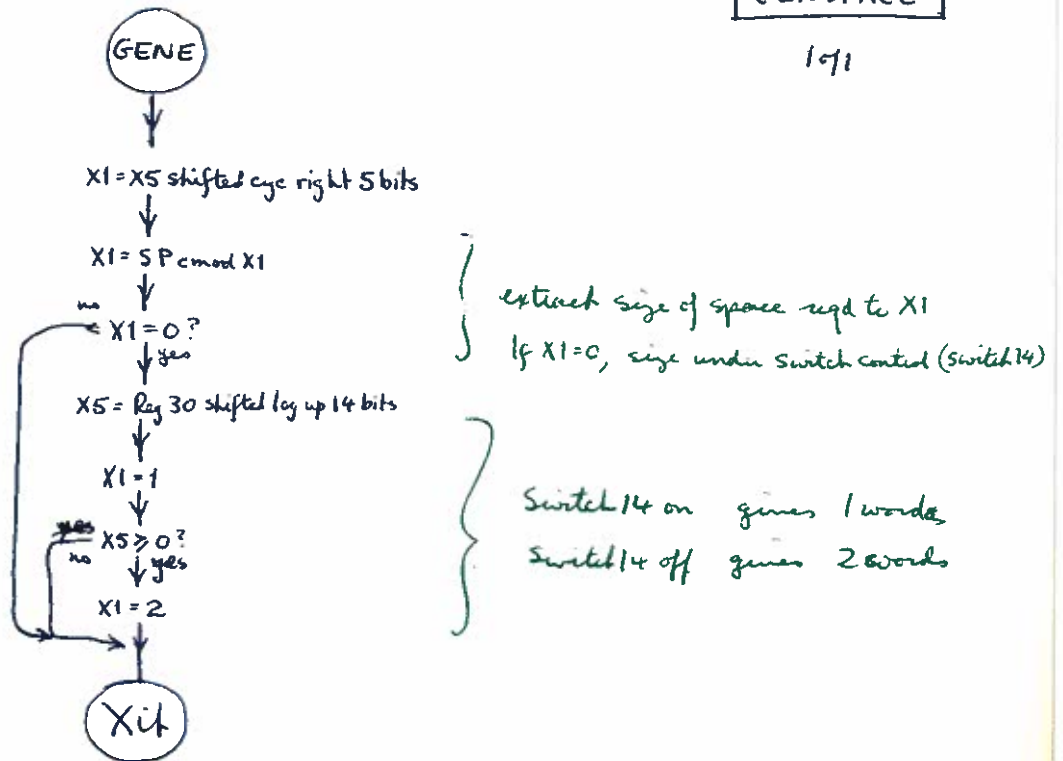 1 of 1
GENE
X1 = X5 shifted cyc right 5 bits
X1 = SP cmod X1
no
X1 = 0?
yes
extract size of space reqd to X1
If X1=0, size under switch control (switch 14)
X5 = Reg 30 shifted log up 14 bits
X1 = 1
yes X5 ≥ 0?
no yes
X1 = 2
Switch 14 on gives 1 words
Switch 14 off gives 2 words
Xit